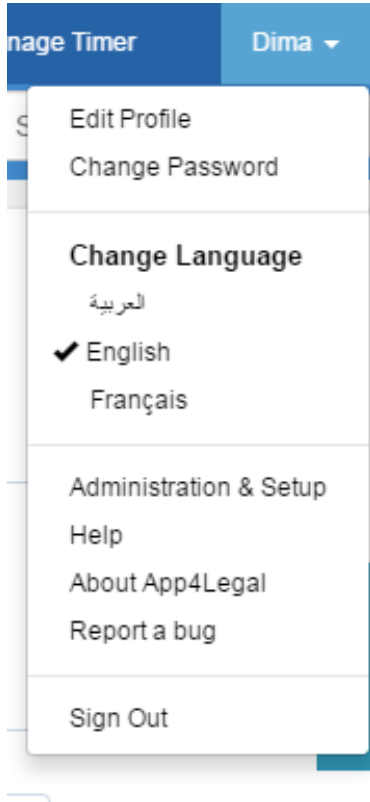 nage Timer
Dima
S
Edit Profile
Change Password
Change Language
العربية
English
Français
Administration & Setup
Help
About App4Legal
Report a bug
Sign Out